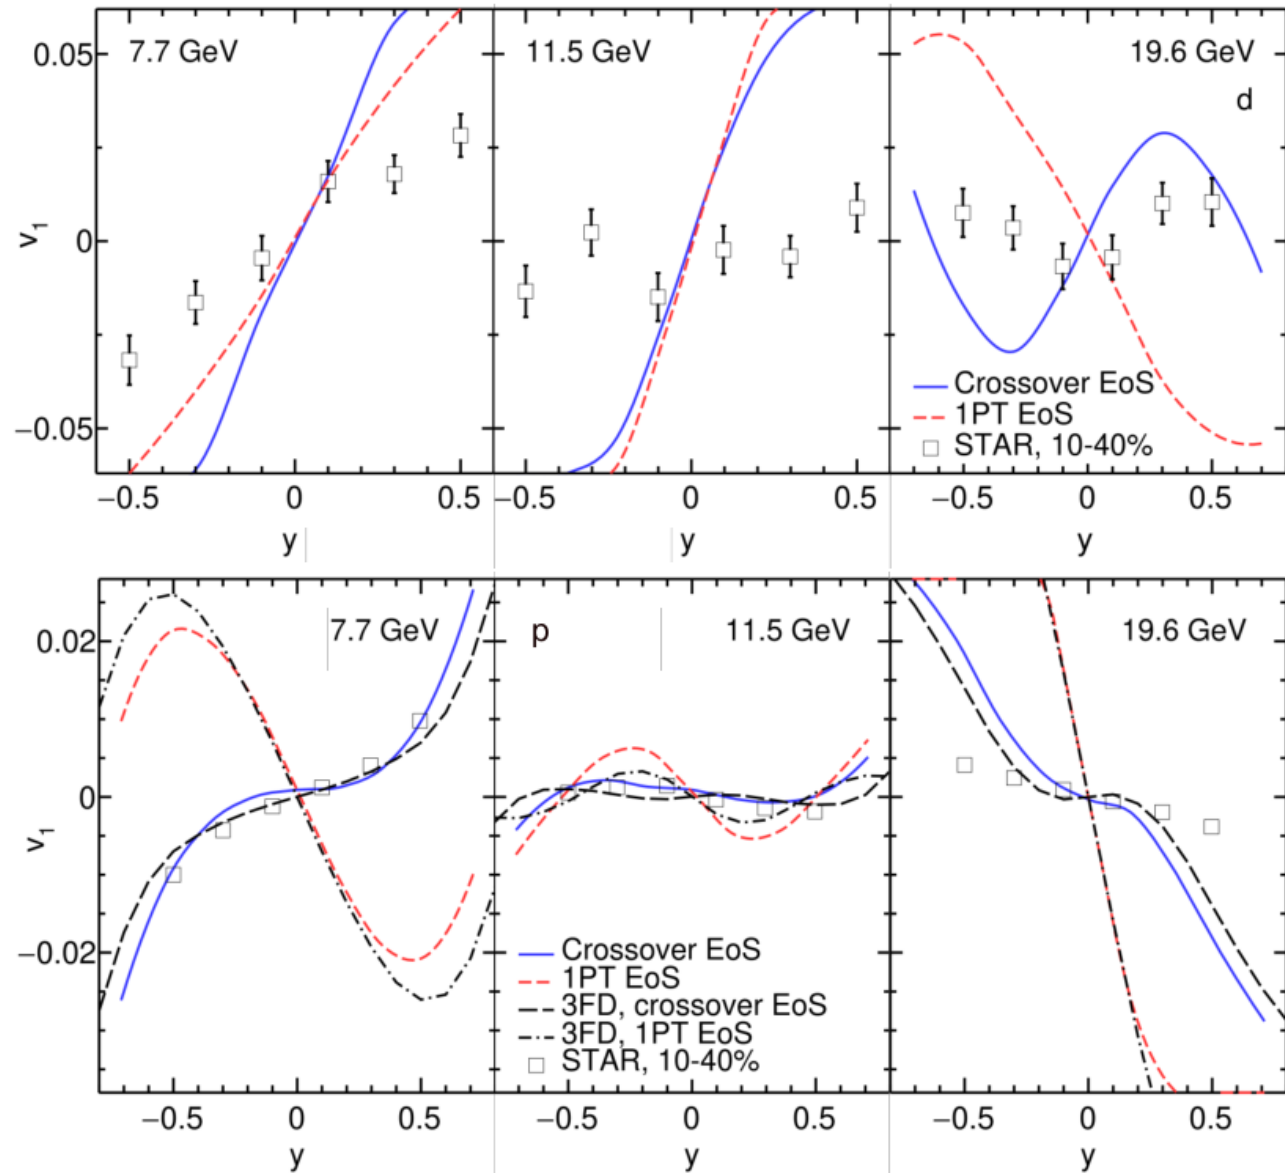 0.05
0
−0.05
v₁
7.7 GeV
−0.5
0
0.5
y
11.5 GeV
−0.5
0
0.5
y
19.6 GeV
d
Crossover EoS
1PT EoS
STAR, 10-40%
−0.5
0
0.5
y
0.02
0
−0.02
v₁
7.7 GeV
−0.5
0
0.5
y
p
11.5 GeV
Crossover EoS
1PT EoS
3FD, crossover EoS
3FD, 1PT EoS
STAR, 10-40%
−0.5
0
0.5
y
19.6 GeV
−0.5
0
0.5
y